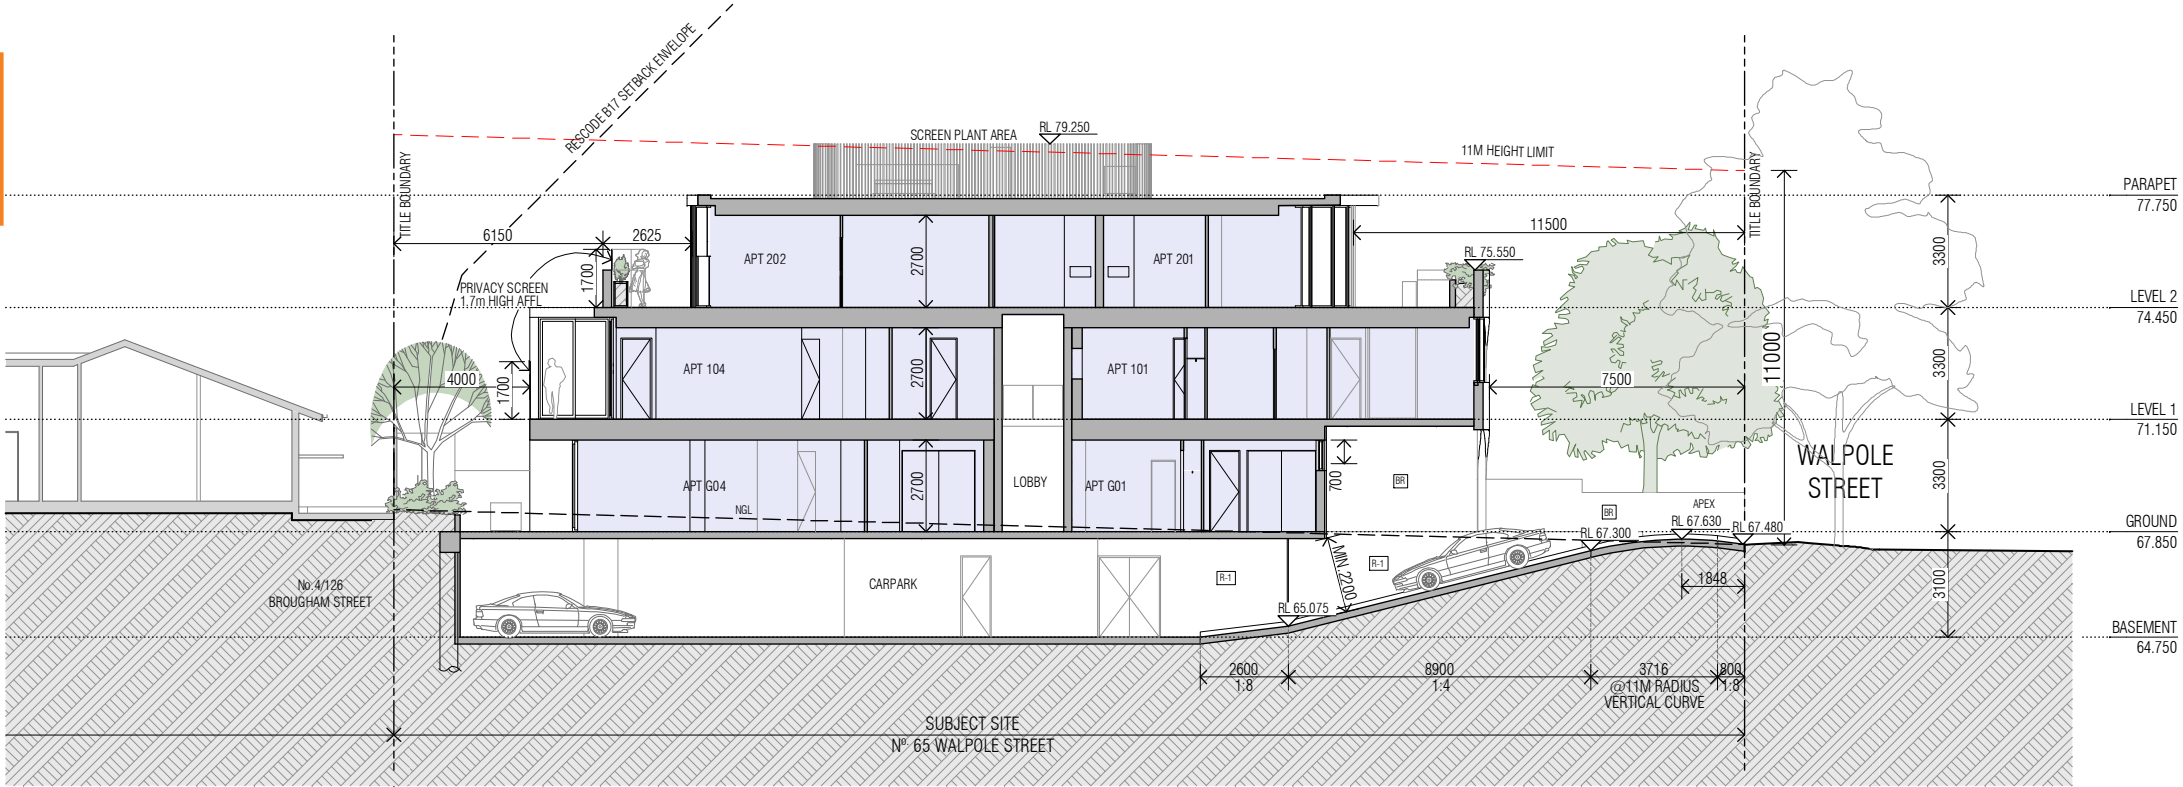 RESCODE B17 SETBACK ENVELOPE
SCREEN PLANT AREA
RL 79.250
11M HEIGHT LIMIT
TITLE BOUNDARY
TITLE BOUNDARY
PARAPET
77.750
6150
2625
11500
RL 75.550
3300
APT 202
2700
APT 201
1700
PRIVACY SCREEN
1.7m HIGH AFFL
LEVEL 2
74.450
11000
3300
4000
1700
APT 104
2700
APT 101
7500
LEVEL 1
71.150
WALPOLE
STREET
3300
APT G04
2700
LOBBY
APT G01
700
BR
NGL
BR
APEX
RL 67.630
RL 67.480
RL 67.300
GROUND
67.850
No.4/126
BROUGHAM STREET
CARPARK
R-1
MIN.2200
R-1
1848
3100
RL 65.075
BASEMENT
64.750
2600
1:8
8900
1:4
3716
@11M RADIUS
VERTICAL CURVE
800
1:8
SUBJECT SITE
Nº. 65 WALPOLE STREET